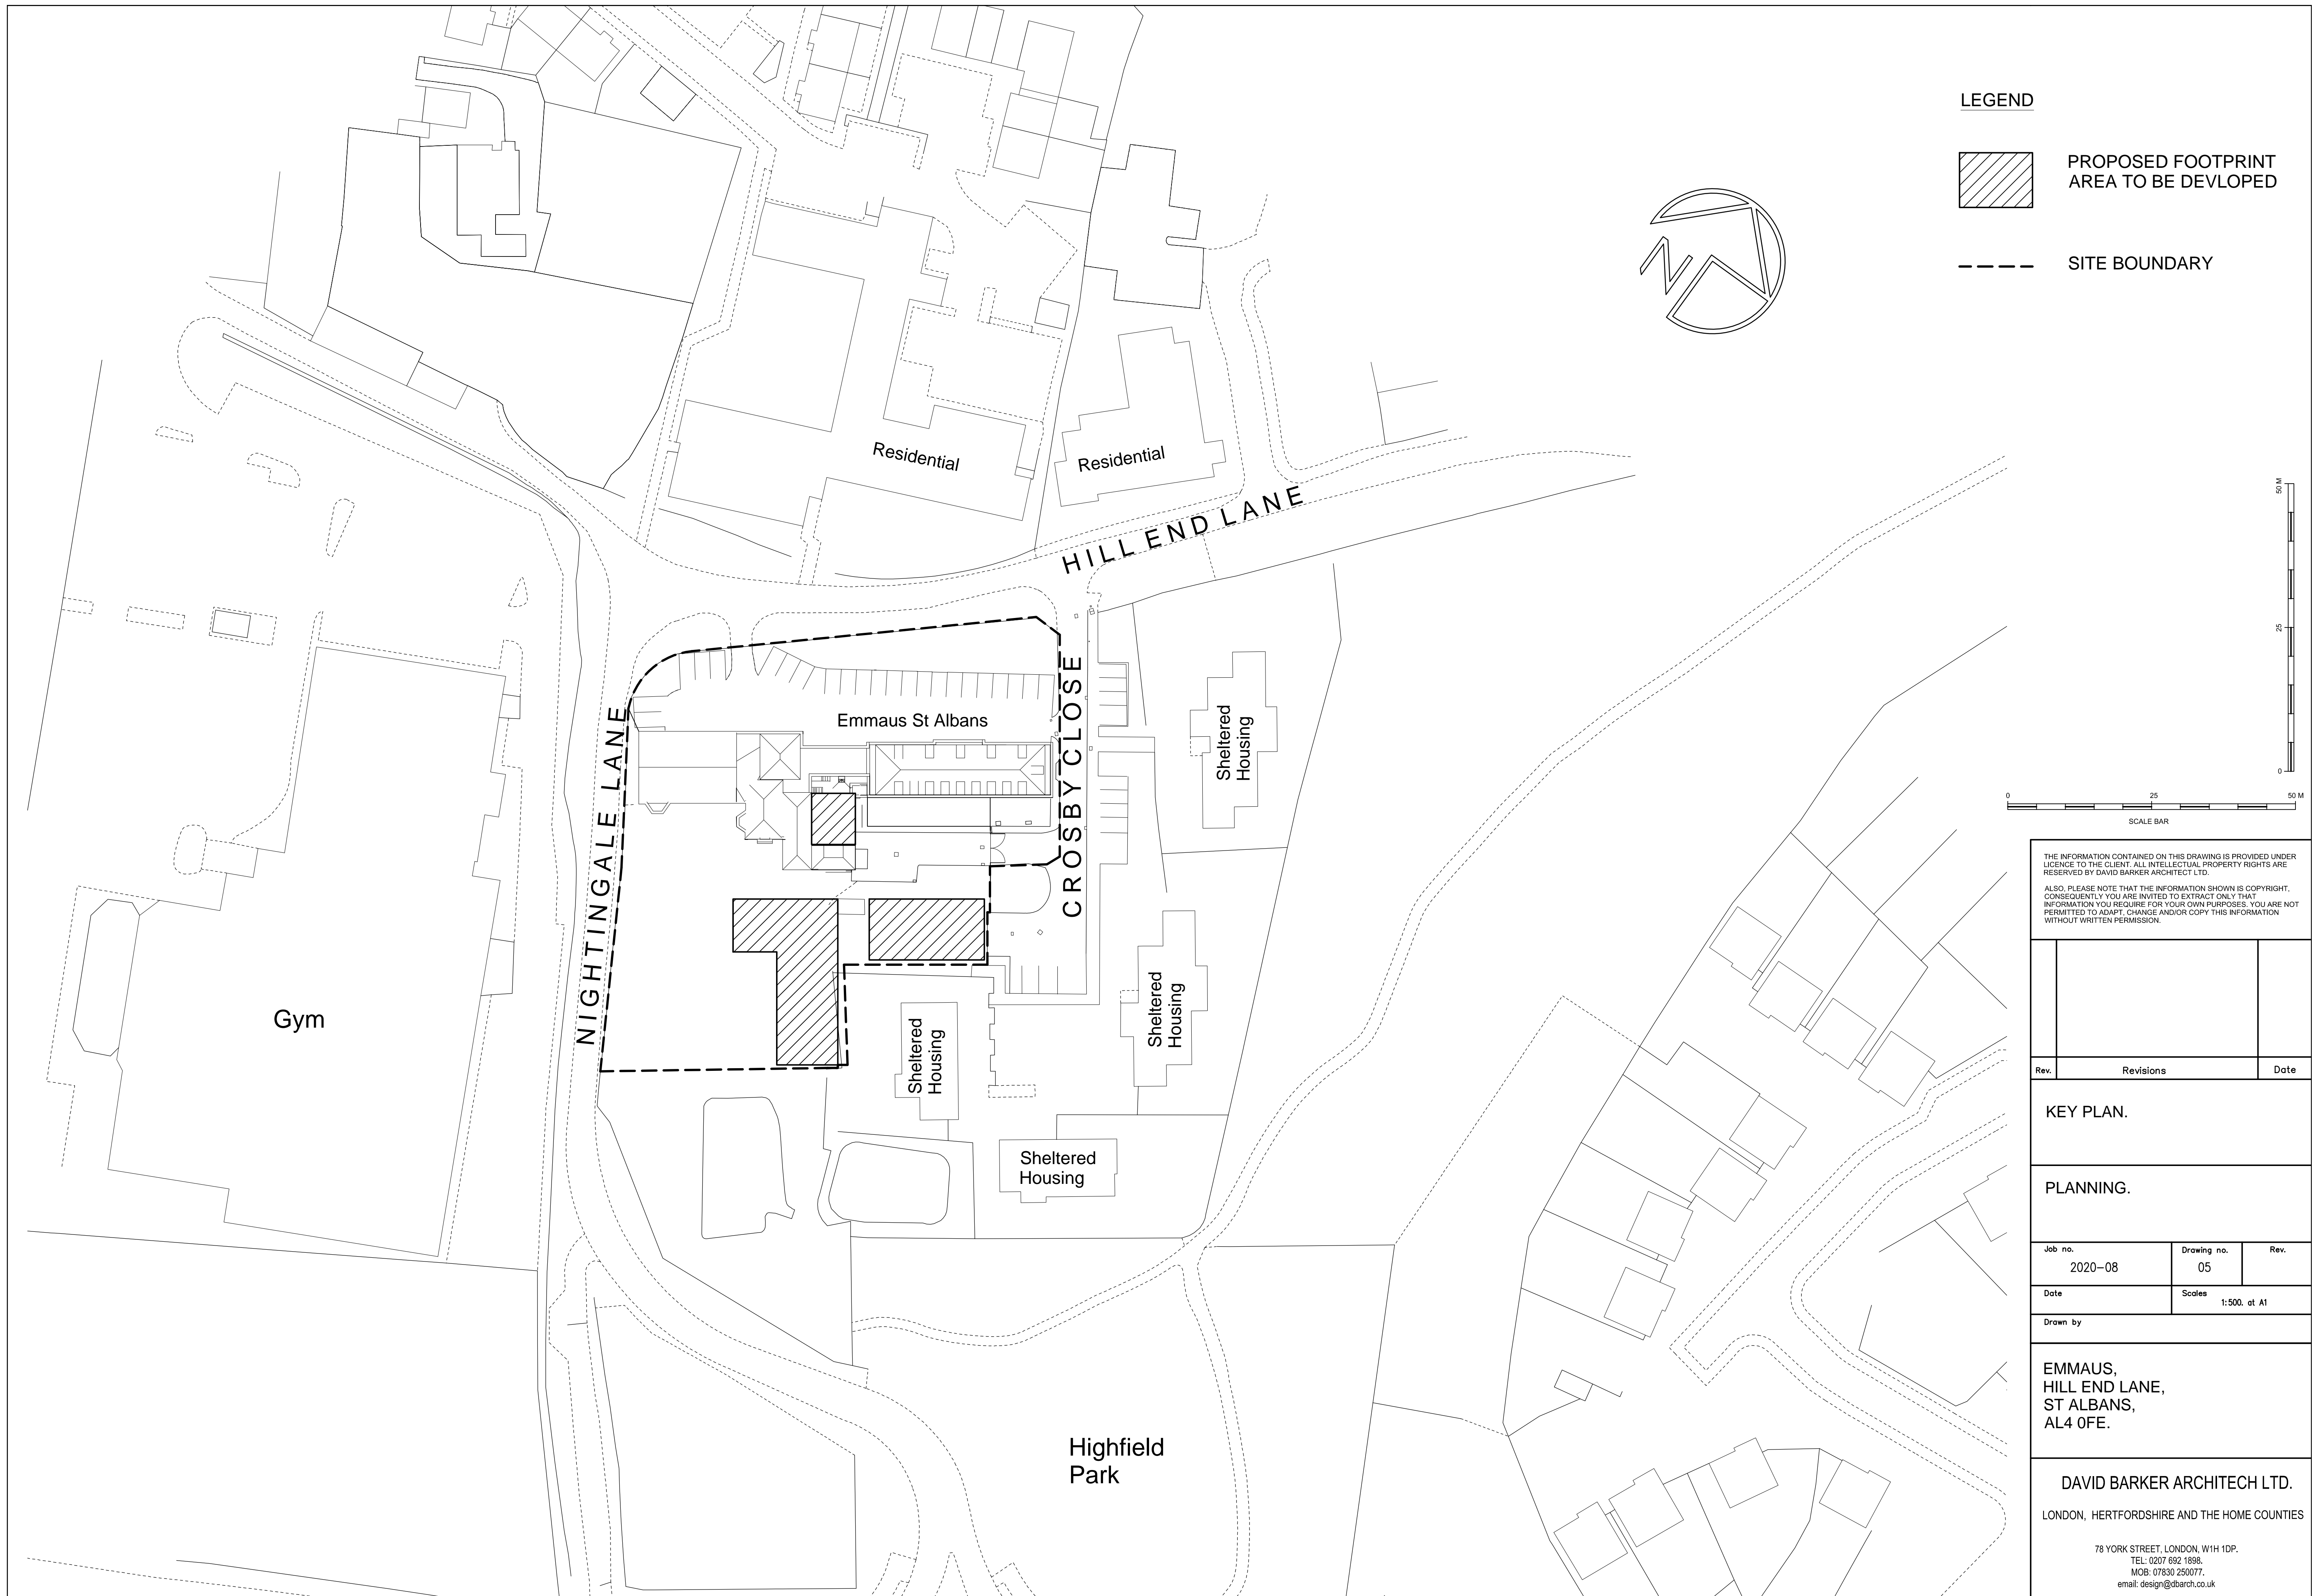 LEGEND
PROPOSED FOOTPRINT
AREA TO BE DEVLOPED
SITE BOUNDARY
N
Residential
Residential
HILL END LANE
NIGHTINGALE LANE
CROSBY CLOSE
Emmaus St Albans
Sheltered
Housing
Sheltered
Housing
Sheltered
Housing
Sheltered
Housing
Gym
Highfield
Park
50 M
25
0
0
25
50 M
SCALE BAR
THE INFORMATION CONTAINED ON THIS DRAWING IS PROVIDED UNDER
LICENCE TO THE CLIENT. ALL INTELLECTUAL PROPERTY RIGHTS ARE
RESERVED BY DAVID BARKER ARCHITECT LTD.
ALSO, PLEASE NOTE THAT THE INFORMATION SHOWN IS COPYRIGHT,
CONSEQUENTLY YOU ARE INVITED TO EXTRACT ONLY THAT
INFORMATION YOU REQUIRE FOR YOUR OWN PURPOSES. YOU ARE NOT
PERMITTED TO ADAPT, CHANGE AND/OR COPY THIS INFORMATION
WITHOUT WRITTEN PERMISSION.
Rev.
Revisions
Date
KEY PLAN.
PLANNING.
Job no.
2020-08
Drawing no.
05
Rev.
Date
Scales
1:500. at A1
Drawn by
EMMAUS,
HILL END LANE,
ST ALBANS,
AL4 0FE.
DAVID BARKER ARCHITECH LTD.
LONDON, HERTFORDSHIRE AND THE HOME COUNTIES
78 YORK STREET, LONDON, W1H 1DP.
TEL: 0207 692 1898.
MOB: 07830 250077.
email: design@dbarch.co.uk